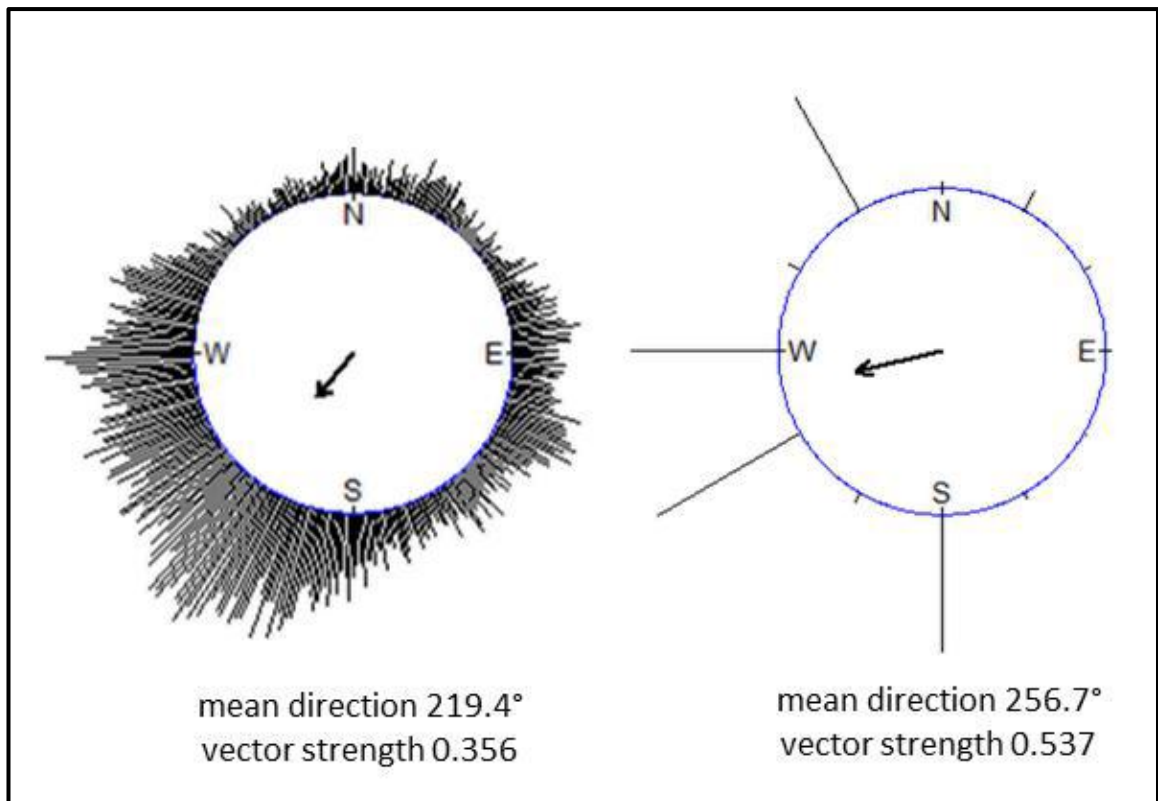 N
W
E
S
mean direction 219.4°
vector strength 0.356
N
W
E
S
mean direction 256.7°
vector strength 0.537